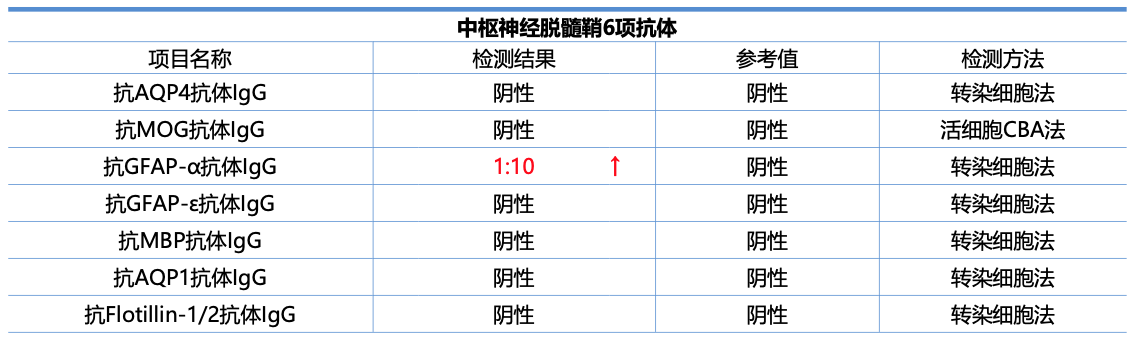 中枢神经脱髓鞘6项抗体
项目名称 检测结果 参考值 检测方法
抗AQP4抗体IgG 阴性 阴性 转染细胞法
抗MOG抗体IgG 阴性 阴性 活细胞CBA法
抗GFAP-α抗体IgG 1:10 ↑ 阴性 转染细胞法
抗GFAP-ε抗体IgG 阴性 阴性 转染细胞法
抗MBP抗体IgG 阴性 阴性 转染细胞法
抗AQP1抗体IgG 阴性 阴性 转染细胞法
抗Flotillin-1/2抗体IgG 阴性 阴性 转染细胞法